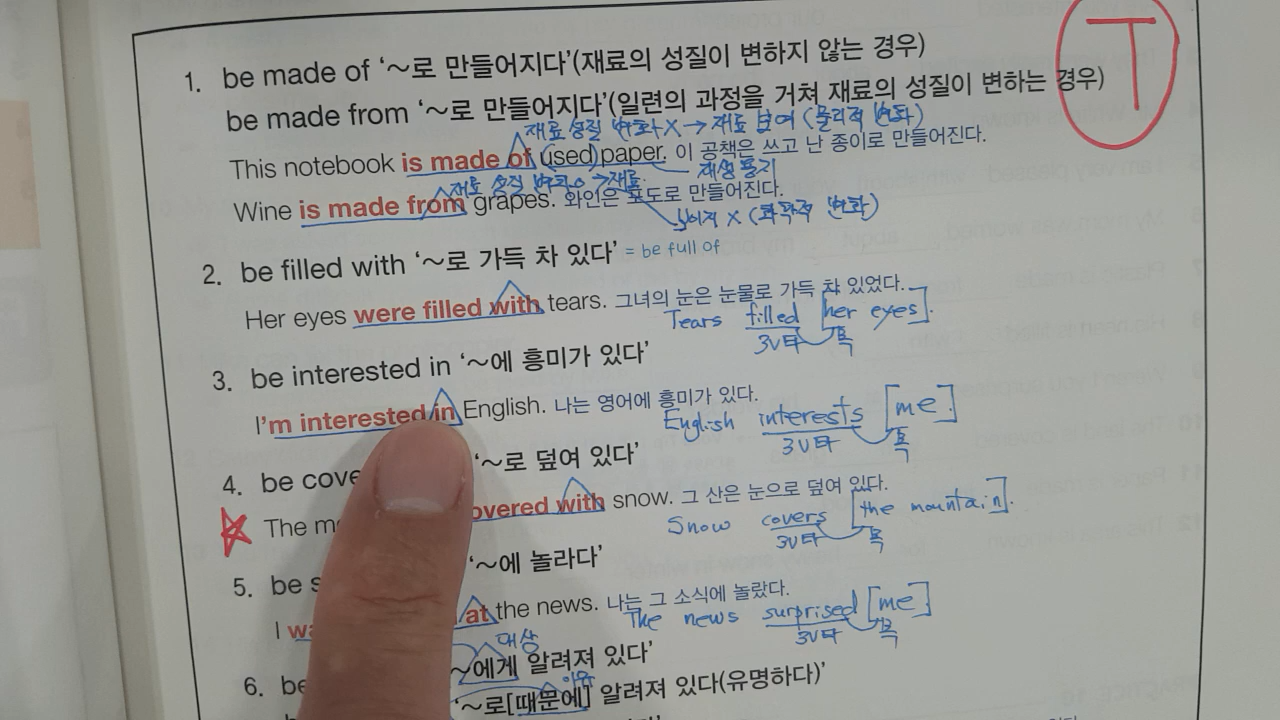 T
1. be made of ‘~로 만들어지다’(재료의 성질이 변하지 않는 경우)
be made from ‘~로 만들어지다’(일련의 과정을 거쳐 재료의 성질이 변하는 경우)
재료 성질 변화 X → 재료 보여 (물리적 변화)
This notebook is made of (used) paper. 이 공책은 쓰고 난 종이로 만들어진다.
재료 성질 변화 o → 재료
Wine is made from grapes. 와인은 포도로 만들어진다.
보이지 X (화학적 변화)
2. be filled with ‘~로 가득 차 있다’ = be full of
Her eyes were filled with tears. 그녀의 눈은 눈물로 가득 차 있었다.
Tears filled [her eyes].
3V타 목
3. be interested in ‘~에 흥미가 있다’
I’m interested in English. 나는 영어에 흥미가 있다.
English interests [me]
3V타 목
4. be cove ‘~로 덮여 있다’
The overed with snow. 그 산은 눈으로 덮여 있다.
Snow covers [the mountain].
3V타 목
5. be s ‘~에 놀라다’
I wa at the news. 나는 그 소식에 놀랐다.
The news surprised [me]
3V타 목
대상
6. be ~에게 알려져 있다’
이유
‘~로[때문에] 알려져 있다(유명하다)’